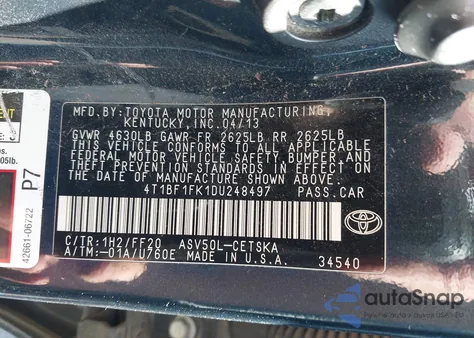 MFD.BY:TOYOTA MOTOR MANUFACTURING,
KENTUCKY, INC.04/13
GVWR 4630LB GAWR FR 2625LB RR 2625LB
THIS VEHICLE CONFORMS TO ALL APPLICABLE
FEDERAL MOTOR VEHICLE SAFETY,BUMPER,AND
THEFT PREVENTION STANDARDS IN EFFECT ON
THE DATE OF MANUFACTURE SHOWN ABOVE.
4T1BF1FK1DU248497 PASS.CAR
C/TR:1H2/FF20 ASV50L-CETSKA
A/TM:-01A/U760E MADE IN U.S.A. 34540
P7
42661-06722
autoSnap